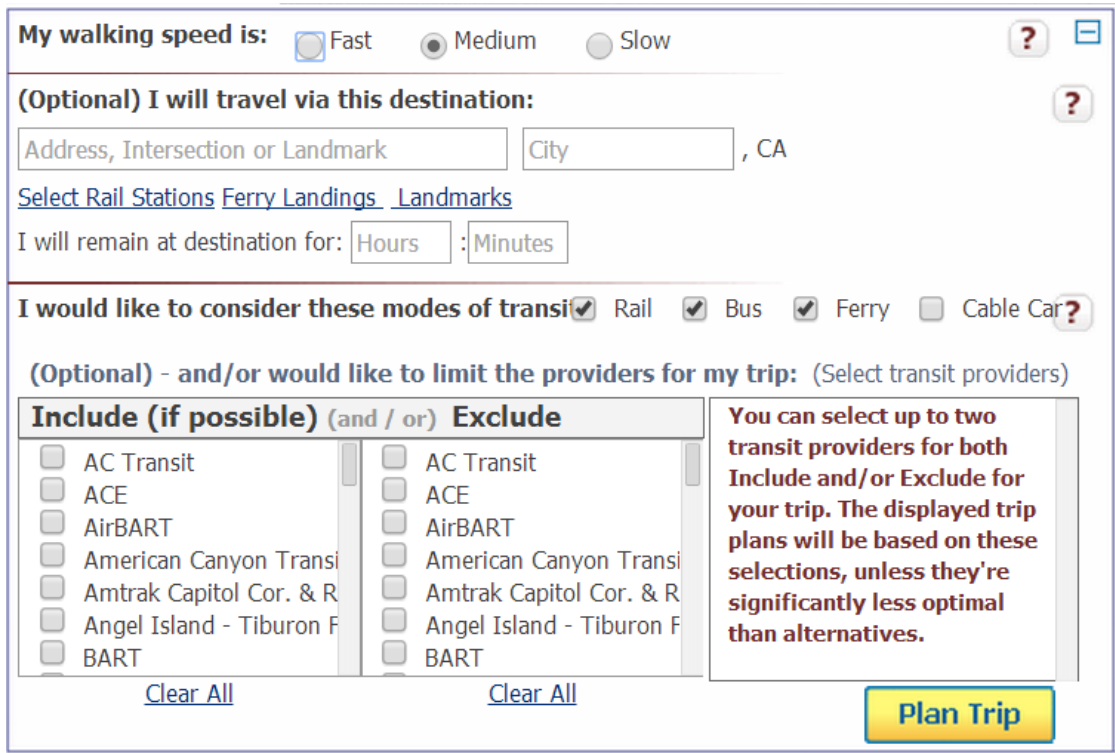 My walking speed is: Fast Medium Slow ?
(Optional) I will travel via this destination: ?
Address, Intersection or Landmark City , CA
Select Rail Stations Ferry Landings Landmarks
I will remain at destination for: Hours : Minutes
I would like to consider these modes of transit Rail Bus Ferry Cable Car ?
(Optional) - and/or would like to limit the providers for my trip: (Select transit providers)
Include (if possible) (and / or) Exclude
AC Transit
ACE
AirBART
American Canyon Transi
Amtrak Capitol Cor. & R
Angel Island - Tiburon F
BART
Clear All
AC Transit
ACE
AirBART
American Canyon Transi
Amtrak Capitol Cor. & R
Angel Island - Tiburon F
BART
Clear All
You can select up to two
transit providers for both
Include and/or Exclude for
your trip. The displayed trip
plans will be based on these
selections, unless they're
significantly less optimal
than alternatives.
Plan Trip